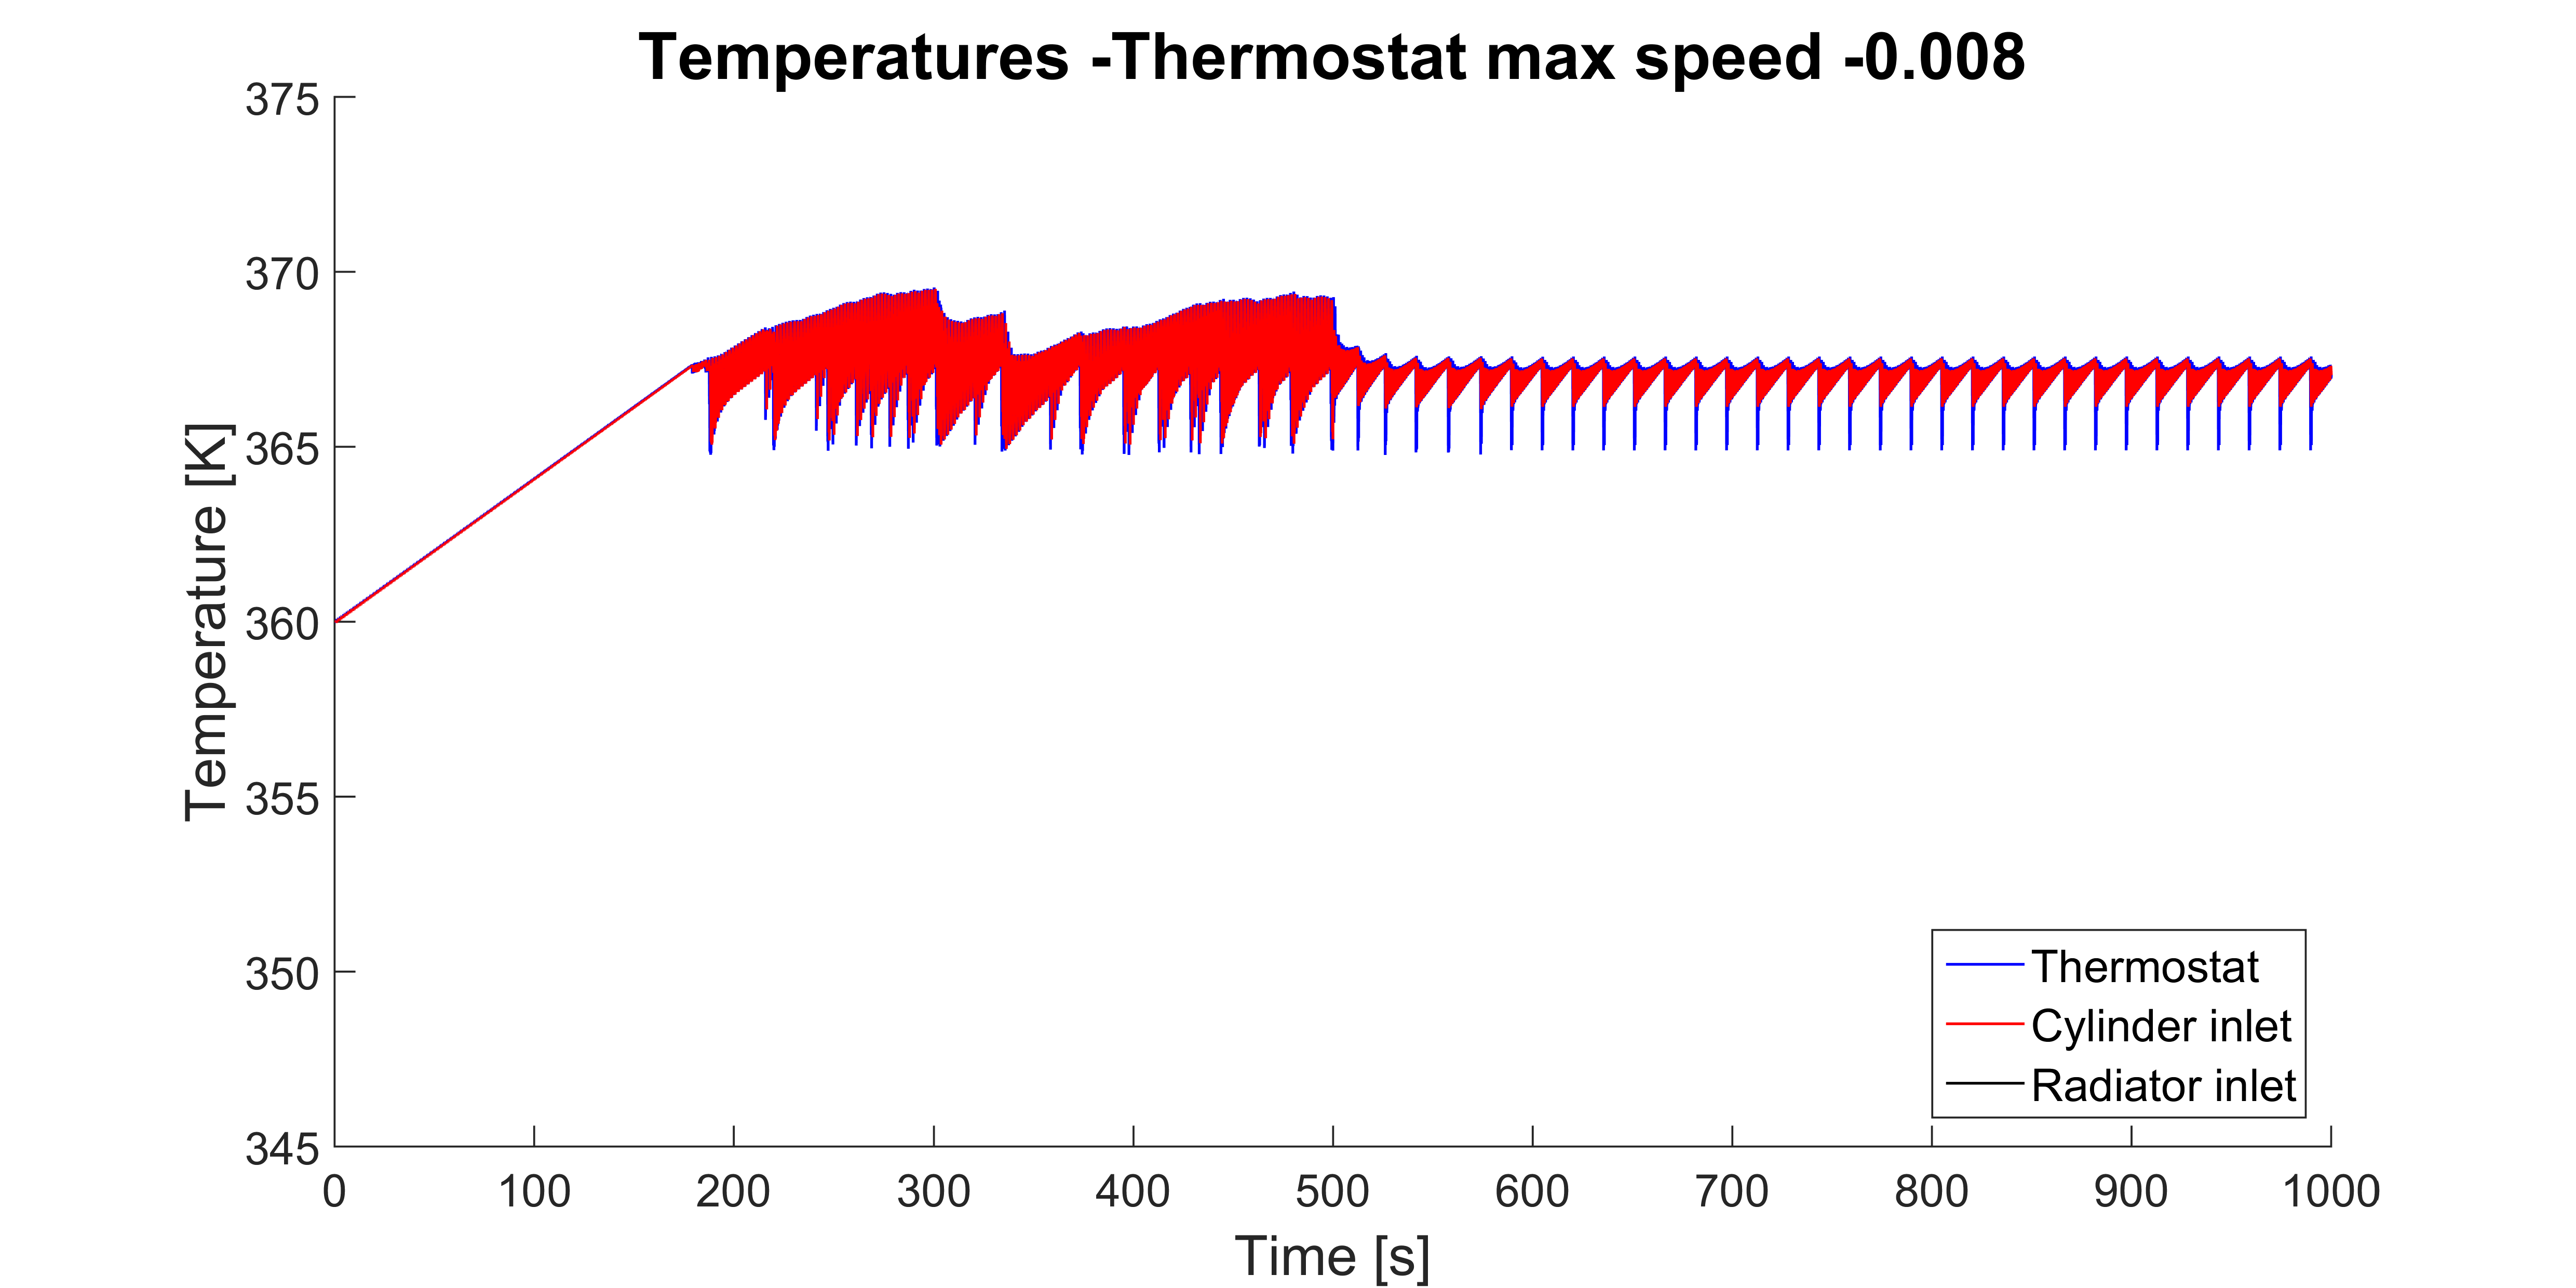 Temperatures -Thermostat max speed -0.008
375
370
365
360
355
350
345
Temperature [K]
0 100 200 300 400 500 600 700 800 900 1000
Time [s]
Thermostat
Cylinder inlet
Radiator inlet